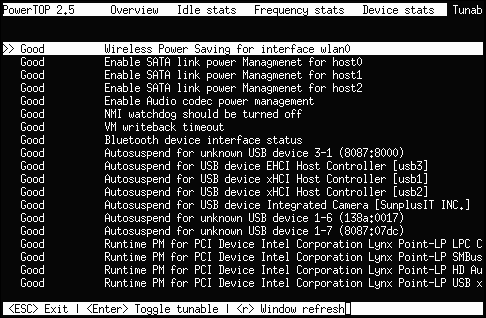 PowerTOP 2.5 Overview Idle stats Frequency stats Device stats Tunab
>> Good Wireless Power Saving for interface wlan0
Good Enable SATA link power Managmenet for host0
Good Enable SATA link power Managmenet for host1
Good Enable SATA link power Managmenet for host2
Good Enable Audio codec power management
Good NMI watchdog should be turned off
Good VM writeback timeout
Good Bluetooth device interface status
Good Autosuspend for unknown USB device 3-1 (8087:8000)
Good Autosuspend for USB device EHCI Host Controller [usb3]
Good Autosuspend for USB device xHCI Host Controller [usb1]
Good Autosuspend for USB device xHCI Host Controller [usb2]
Good Autosuspend for USB device Integrated Camera [SunplusIT INC.]
Good Autosuspend for unknown USB device 1-6 (138a:0017)
Good Autosuspend for unknown USB device 1-7 (8087:07dc)
Good Runtime PM for PCI Device Intel Corporation Lynx Point-LP LPC C
Good Runtime PM for PCI Device Intel Corporation Lynx Point-LP SMBus
Good Runtime PM for PCI Device Intel Corporation Lynx Point-LP HD Au
Good Runtime PM for PCI Device Intel Corporation Lynx Point-LP USB x
<ESC> Exit | <Enter> Toggle tunable | <r> Window refresh